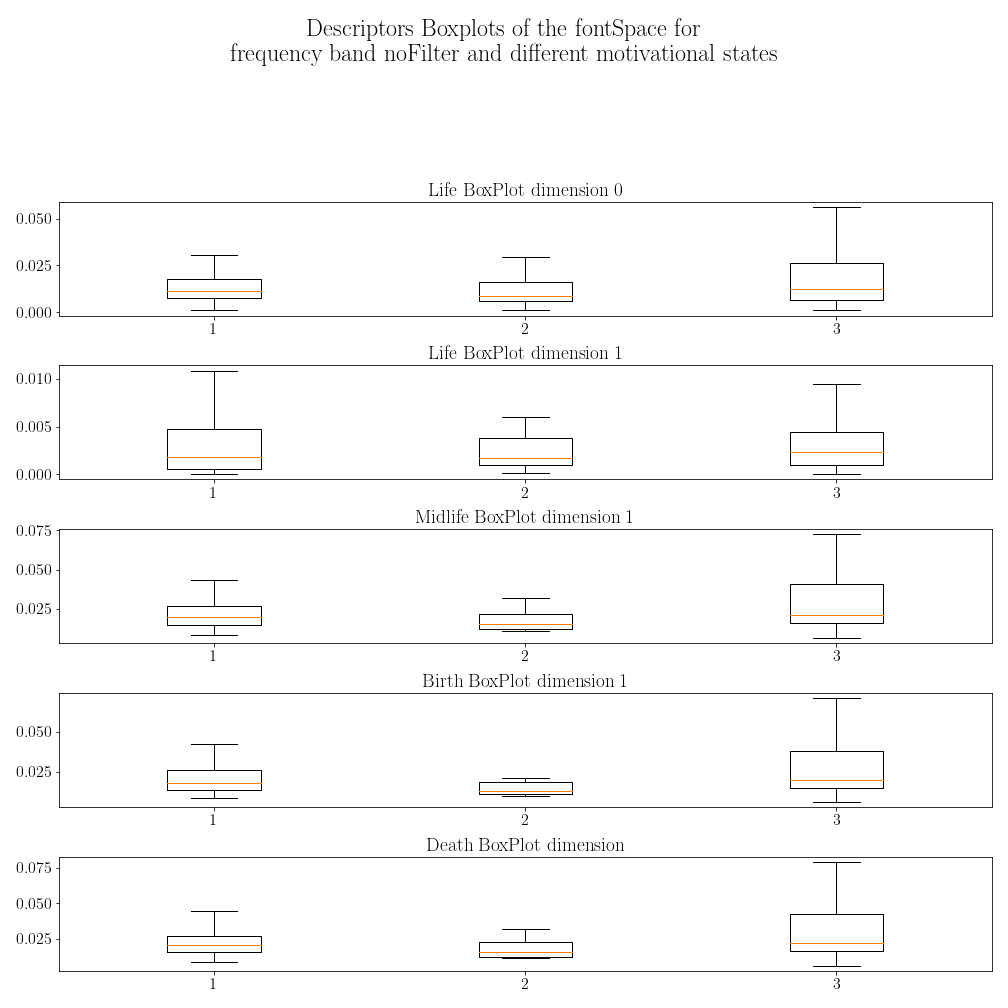 Descriptors Boxplots of the fontSpace for
frequency band noFilter and different motivational states
Life BoxPlot dimension 0
0.050
0.025
0.000
1 2 3
Life BoxPlot dimension 1
0.010
0.005
0.000
1 2 3
Midlife BoxPlot dimension 1
0.075
0.050
0.025
1 2 3
Birth BoxPlot dimension 1
0.050
0.025
1 2 3
Death BoxPlot dimension
0.075
0.050
0.025
1 2 3